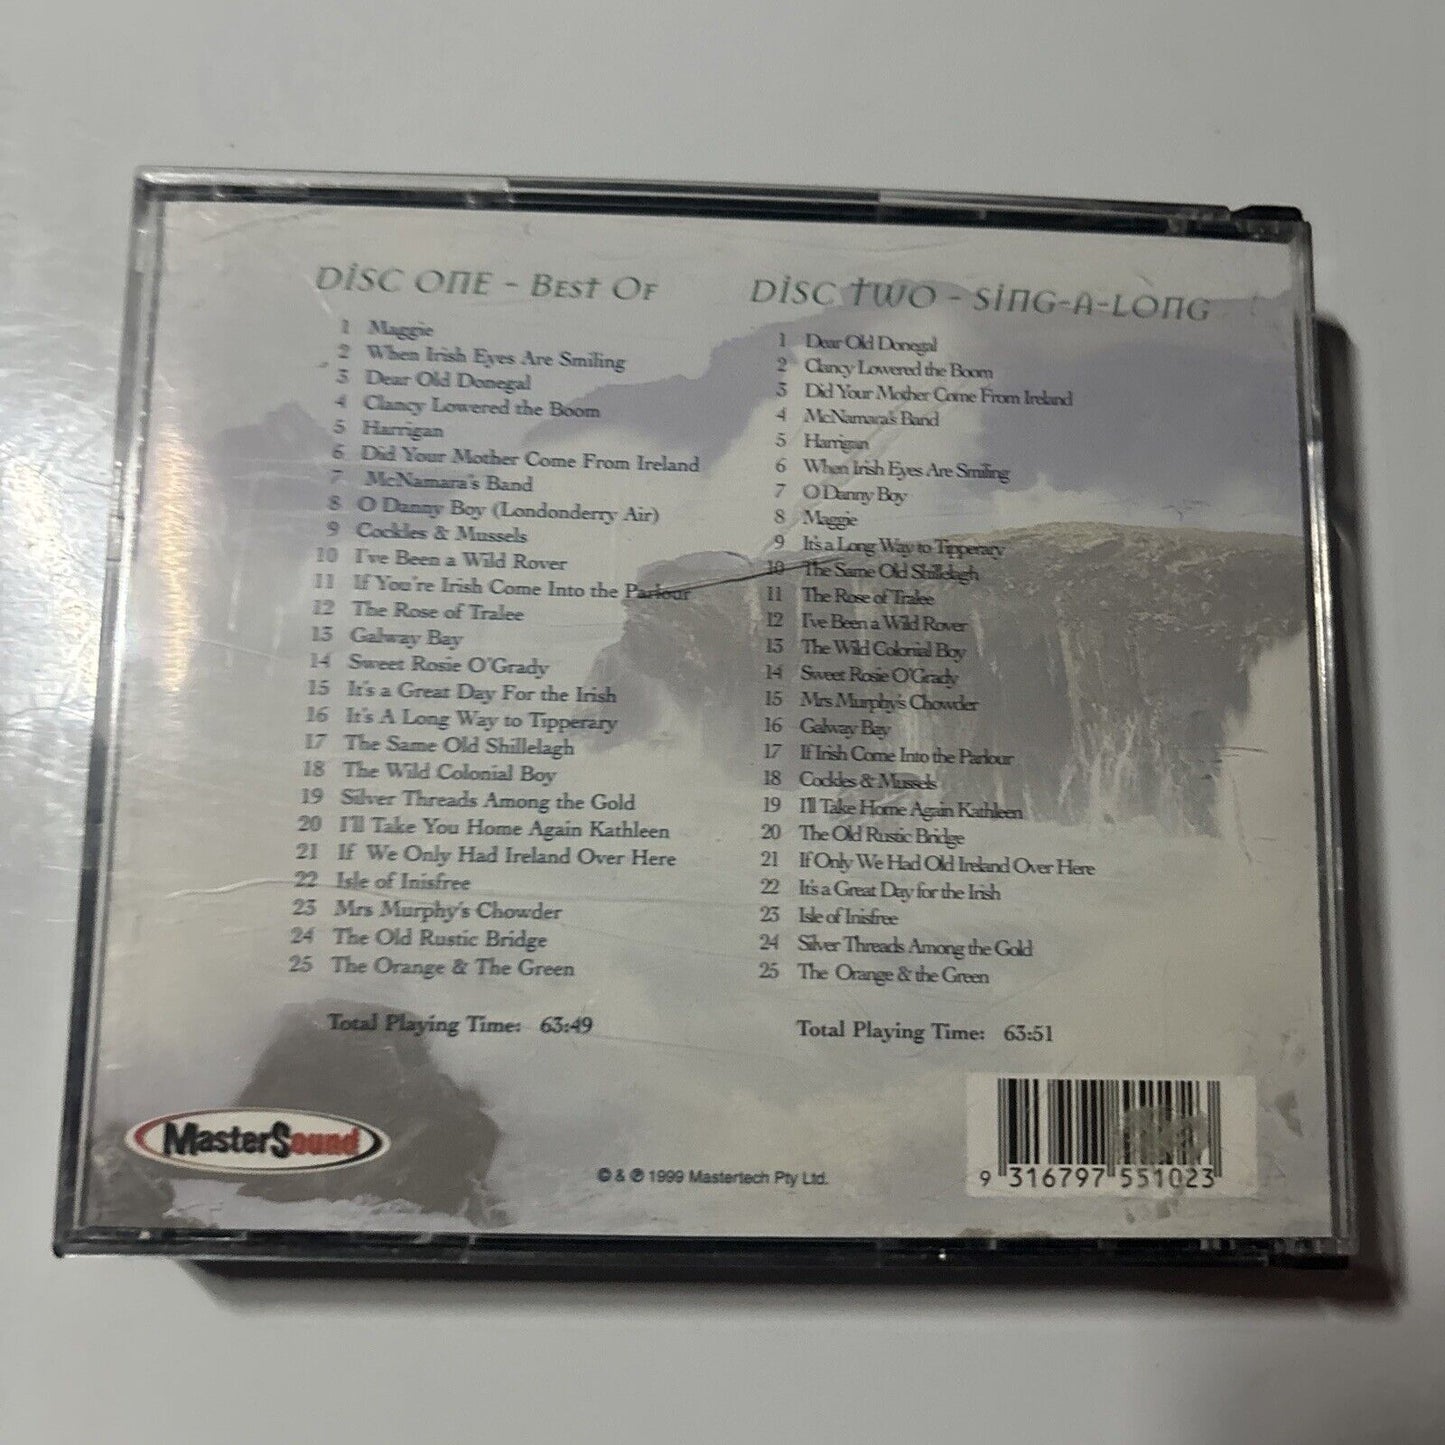 DISC ONE - BEST OF
1 Maggie
2 When Irish Eyes Are Smiling
3 Dear Old Donegal
4 Clancy Lowered the Boom
5 Harrigan
6 Did Your Mother Come From Ireland
7 McNamara's Band
8 O Danny Boy (Londonderry Air)
9 Cockles & Mussels
10 I've Been a Wild Rover
11 If You're Irish Come Into the Parlour
12 The Rose of Tralee
13 Galway Bay
14 Sweet Rosie O'Grady
15 It's a Great Day For the Irish
16 It's A Long Way to Tipperary
17 The Same Old Shillelagh
18 The Wild Colonial Boy
19 Silver Threads Among the Gold
20 I'll Take You Home Again Kathleen
21 If We Only Had Ireland Over Here
22 Isle of Inisfree
23 Mrs Murphy's Chowder
24 The Old Rustic Bridge
25 The Orange & The Green
Total Playing Time: 63:49
DISC TWO - SING-A-LONG
1 Dear Old Donegal
2 Clancy Lowered the Boom
3 Did Your Mother Come From Ireland
4 McNamara's Band
5 Harrigan
6 When Irish Eyes Are Smiling
7 O Danny Boy
8 Maggie
9 It's a Long Way to Tipperary
10 The Same Old Shillelagh
11 The Rose of Tralee
12 I've Been a Wild Rover
13 The Wild Colonial Boy
14 Sweet Rosie O'Grady
15 Mrs Murphy's Chowder
16 Galway Bay
17 If Irish Come Into the Parlour
18 Cockles & Mussels
19 I'll Take Home Again Kathleen
20 The Old Rustic Bridge
21 If Only We Had Old Ireland Over Here
22 It's a Great Day for the Irish
23 Isle of Inisfree
24 Silver Threads Among the Gold
25 The Orange & the Green
Total Playing Time: 63:51
MasterSound
© & ℗ 1999 Mastertech Pty Ltd.
9 316797 551023